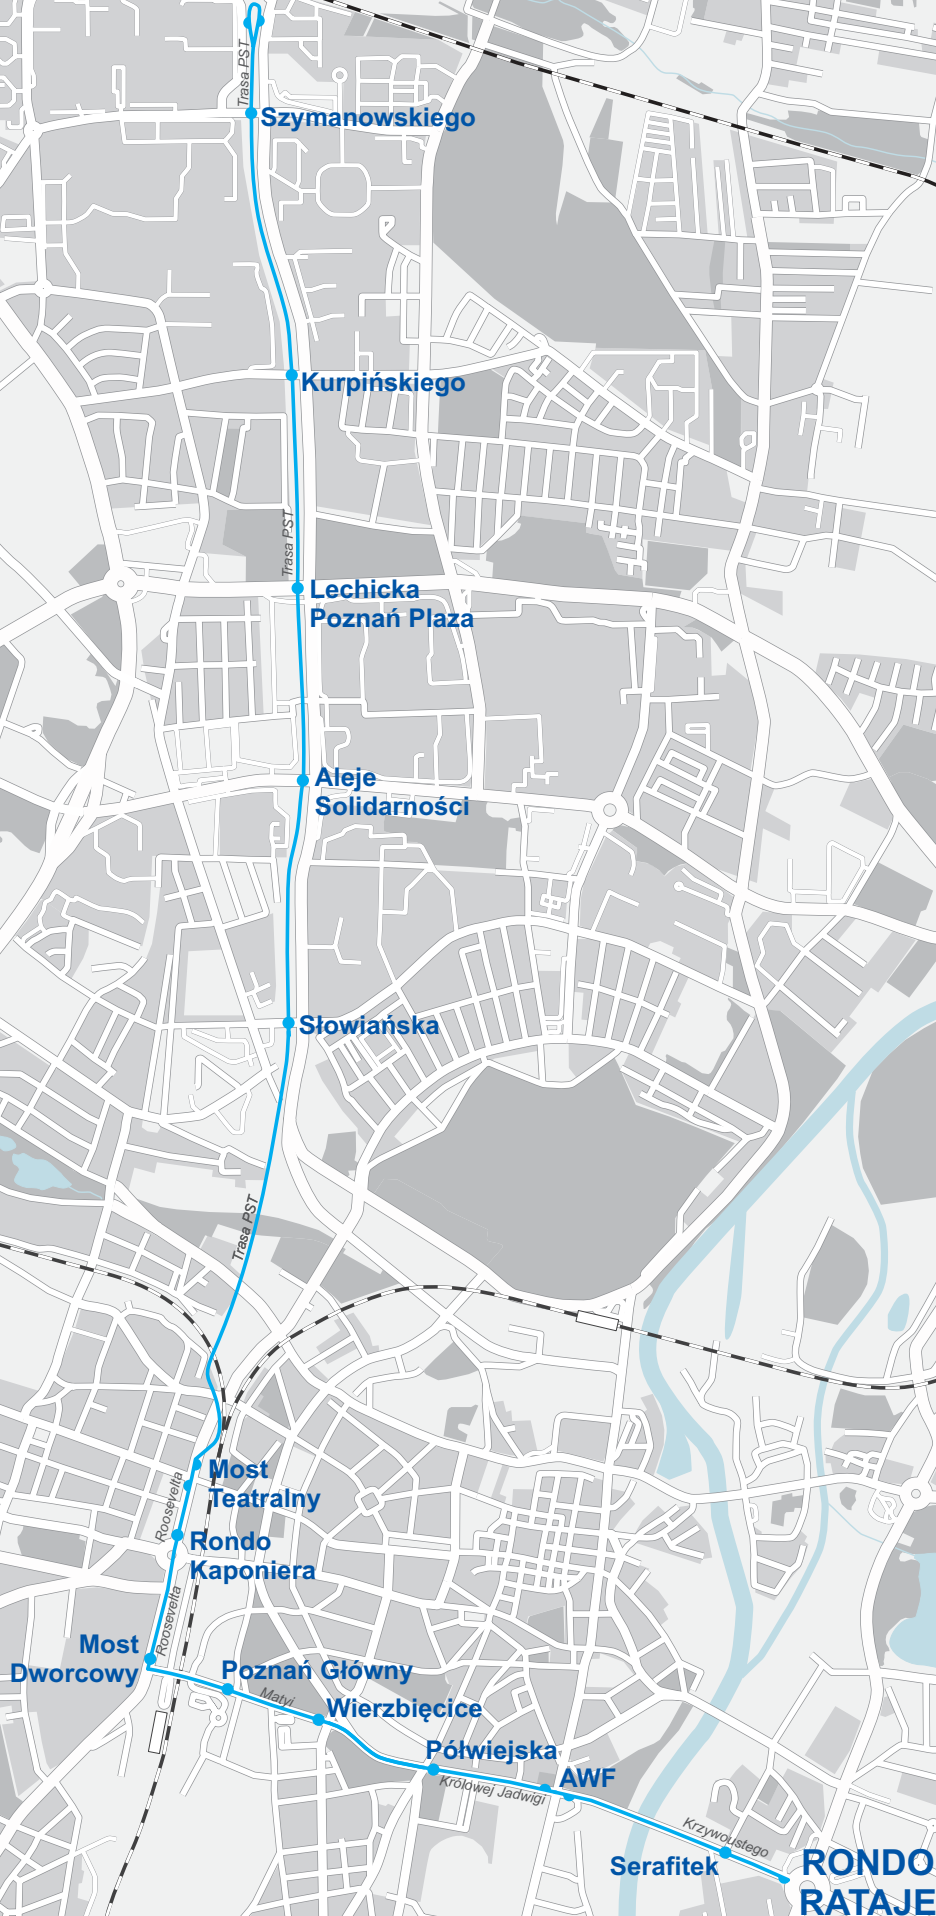 Trasa PST
Szymanowskiego
Kurpińskiego
Trasa PST
Lechicka
Poznań Plaza
Aleje
Solidarności
Słowiańska
Trasa PST
Most
Teatralny
Roosevelta
Rondo
Kaponiera
Roosevelta
Most
Dworcowy
Poznań Główny
Matyi
Wierzbięcice
Półwiejska
AWF
Królowej Jadwigi
Krzywoustego
Serafitek
RONDO
RATAJE